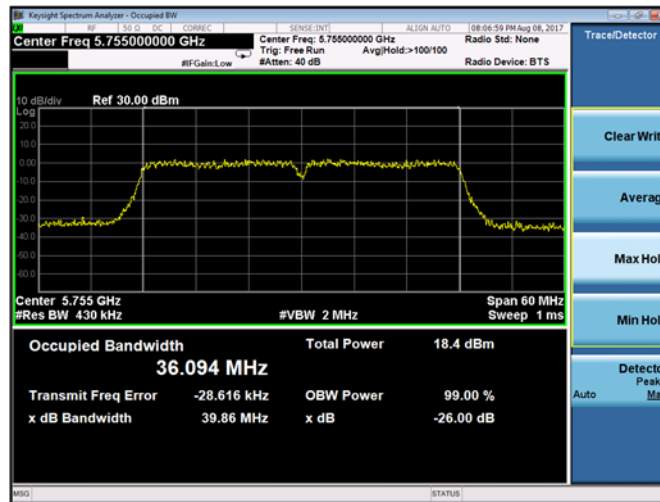 Keysight Spectrum Analyzer - Occupied BW
RF 50 Ω DC CORREC SENSE:INT ALIGN AUTO 08:06:59 PM Aug 08, 2017
Center Freq 5.755000000 GHz
Center Freq: 5.755000000 GHz
Radio Std: None
Trig: Free Run Avg|Hold:>100/100
#IFGain:Low
#Atten: 40 dB
Radio Device: BTS
Trace/Detector
10 dB/div Ref 30.00 dBm
Log
20.0
10.0
0.00
-10.0
-20.0
-30.0
-40.0
-50.0
-60.0
Center 5.755 GHz
Span 60 MHz
#Res BW 430 kHz
#VBW 2 MHz
Sweep 1 ms
Occupied Bandwidth
36.094 MHz
Total Power 18.4 dBm
Transmit Freq Error -28.616 kHz
OBW Power 99.00 %
x dB Bandwidth 39.86 MHz
x dB -26.00 dB
Clear Writ
Averag
Max Hol
Min Hol
Detecto
Peak
Auto Ma
MSG
STATUS